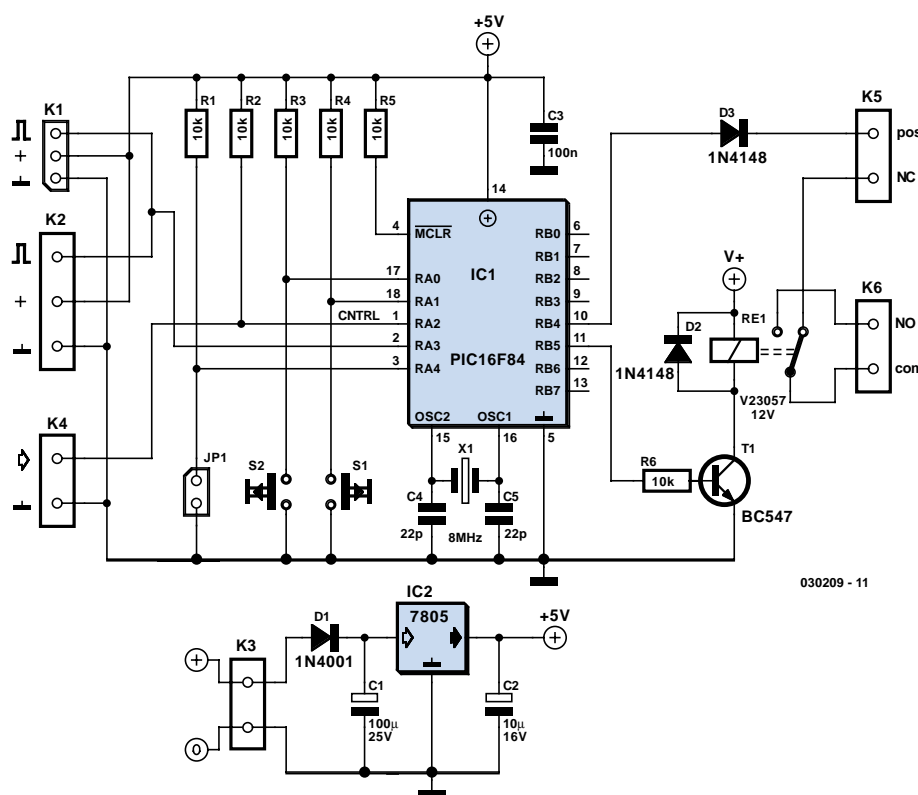 +5V
K1
K2
K4
R1
10k
R2
10k
R3
10k
R4
10k
R5
10k
C3
100n
D3
1N4148
K5
pos
NC
14
4
MCLR
17
RA0
18
RA1
CNTRL
1
RA2
2
RA3
3
RA4
IC1
PIC16F84
RB0
6
RB1
7
RB2
8
RB3
9
RB4
10
RB5
11
RB6
12
RB7
13
OSC2
OSC1
15
16
5
V+
D2
1N4148
RE1
V23057
12V
K6
NO
com
JP1
S2
S1
X1
C4
22p
8MHz
C5
22p
R6
10k
T1
BC547
030209 - 11
K3
0
D1
1N4001
IC2
7805
+5V
C1
100µ
25V
C2
10µ
16V